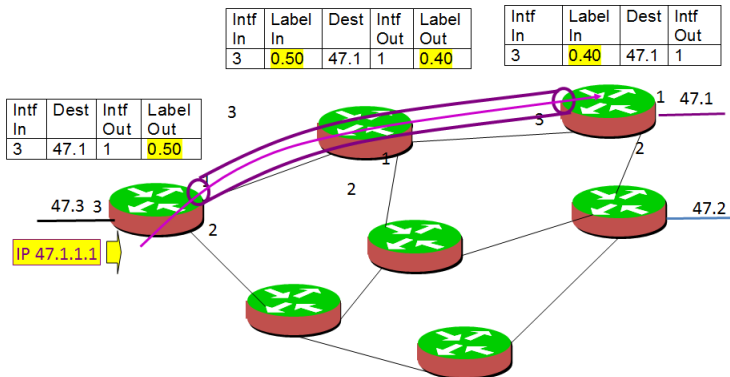 Intf In Label In Dest Intf Out Label Out
3 0.50 47.1 1 0.40
Intf In Label In Dest Intf Out
3 0.40 47.1 1
Intf In Dest Intf Out Label Out
3 47.1 1 0.50
3
1 47.1
3
2
1
1
2
47.3 3
2
47.2
IP 47.1.1.1